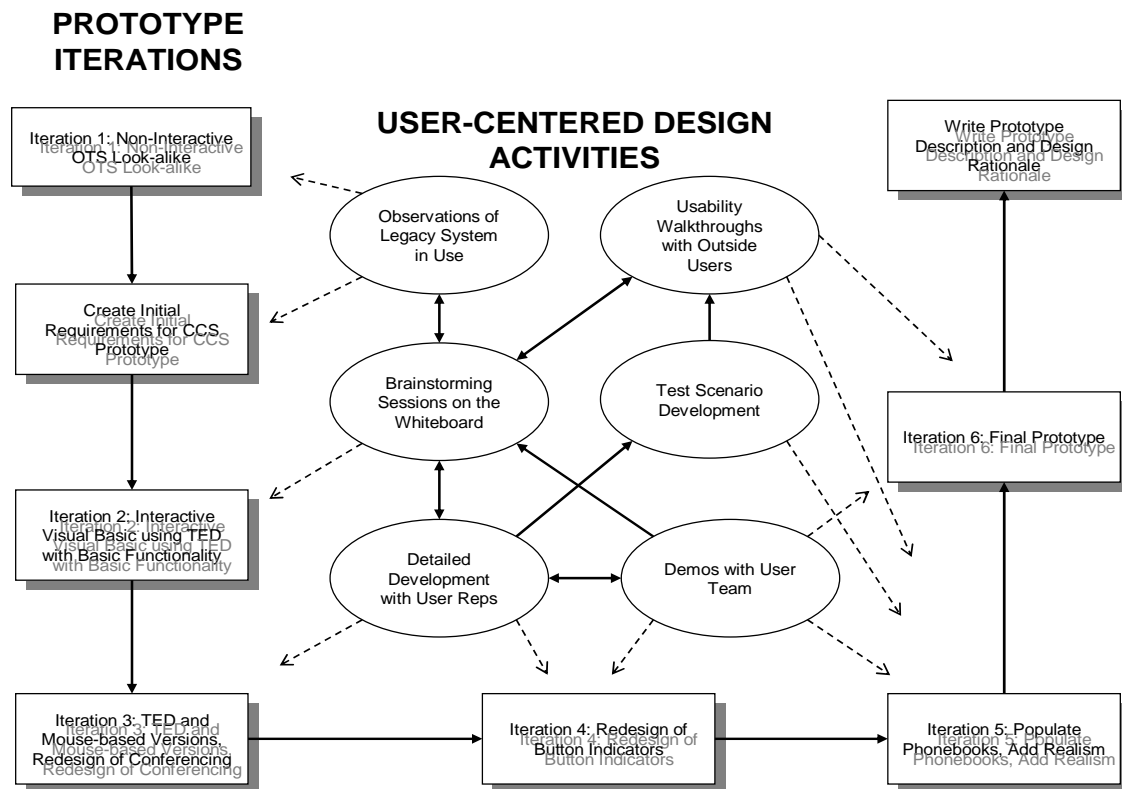 PROTOTYPE
ITERATIONS
Iteration 1: Non-Interactive
OTS Look-alike
Create Initial
Requirements for CCS
Prototype
Iteration 2: Interactive
Visual Basic using TED
with Basic Functionality
Iteration 3: TED and
Mouse-based Versions,
Redesign of Conferencing
USER-CENTERED DESIGN
ACTIVITIES
Observations of
Legacy System
in Use
Usability
Walkthroughs
with Outside
Users
Brainstorming
Sessions on the
Whiteboard
Test Scenario
Development
Detailed
Development
with User Reps
Demos with User
Team
Iteration 4: Redesign of
Button Indicators
Iteration 5: Populate
Phonebooks, Add Realism
Iteration 6: Final Prototype
Write Prototype
Description and Design
Rationale